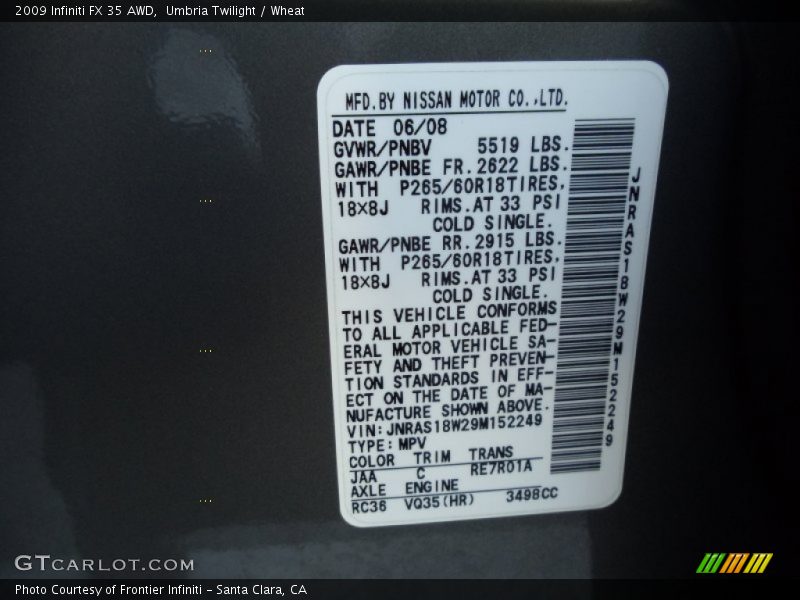 2009 Infiniti FX 35 AWD,  Umbria Twilight / Wheat
MFD.BY NISSAN MOTOR CO.,LTD.
DATE 06/08
GVWR/PNBV 5519 LBS.
GAWR/PNBE FR.2622 LBS.
WITH P265/60R18TIRES,
18X8J RIMS.AT 33 PSI
COLD SINGLE.
GAWR/PNBE RR.2915 LBS.
WITH P265/60R18TIRES,
18X8J RIMS.AT 33 PSI
COLD SINGLE.
THIS VEHICLE CONFORMS
TO ALL APPLICABLE FED-
ERAL MOTOR VEHICLE SA-
FETY AND THEFT PREVEN-
TION STANDARDS IN EFF-
ECT ON THE DATE OF MA-
NUFACTURE SHOWN ABOVE.
VIN:JNRAS18W29M152249
TYPE:MPV
COLOR TRIM TRANS
JAA C RE7R01A
AXLE ENGINE
RC36 VQ35(HR) 3498CC
JNRAS18W29M152249
GTCARLOT.COM
Photo Courtesy of Frontier Infiniti - Santa Clara, CA